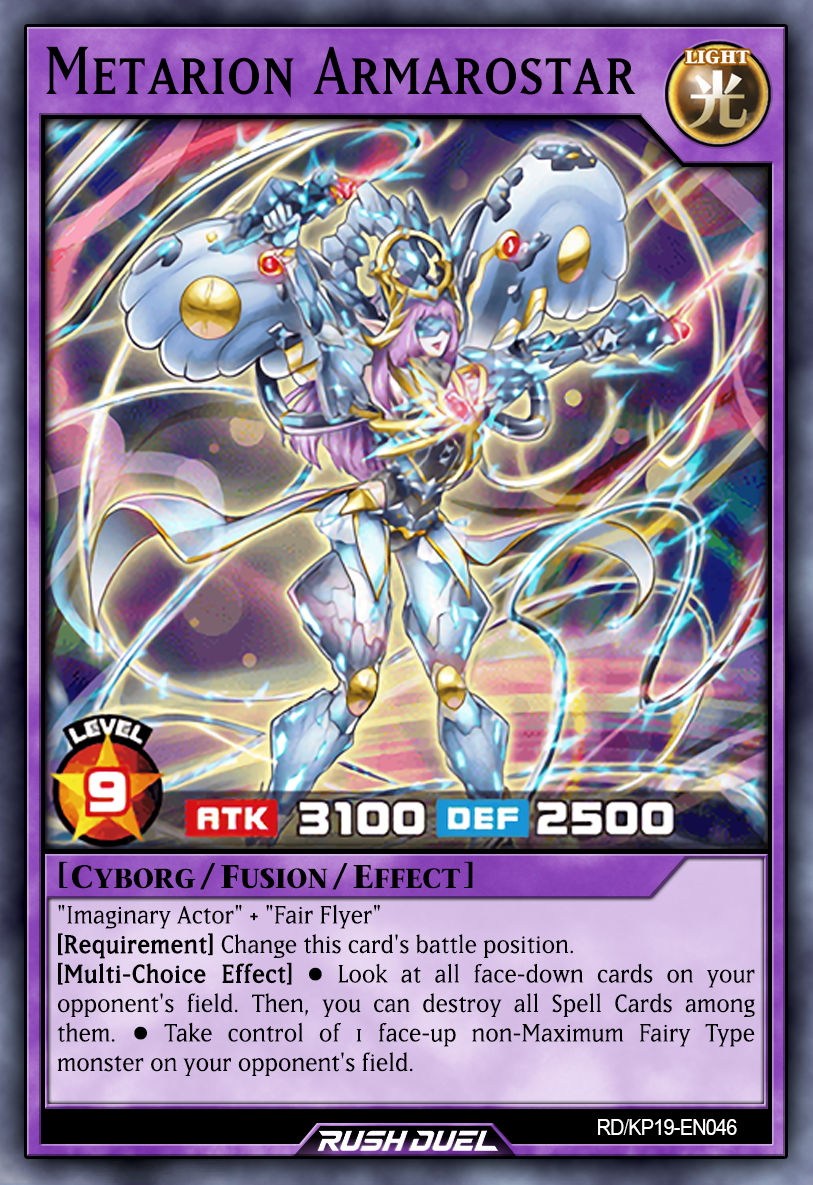 Metarion Armarostar
LIGHT
光
LEVEL
9
ATK 3100 DEF 2500
[Cyborg / Fusion / Effect]
"Imaginary Actor" + "Fair Flyer"
[Requirement] Change this card's battle position.
[Multi-Choice Effect] ● Look at all face-down cards on your
opponent's field. Then, you can destroy all Spell Cards among
them. ● Take control of 1 face-up non-Maximum Fairy Type
monster on your opponent's field.
RD/KP19-EN046
RUSH DUEL